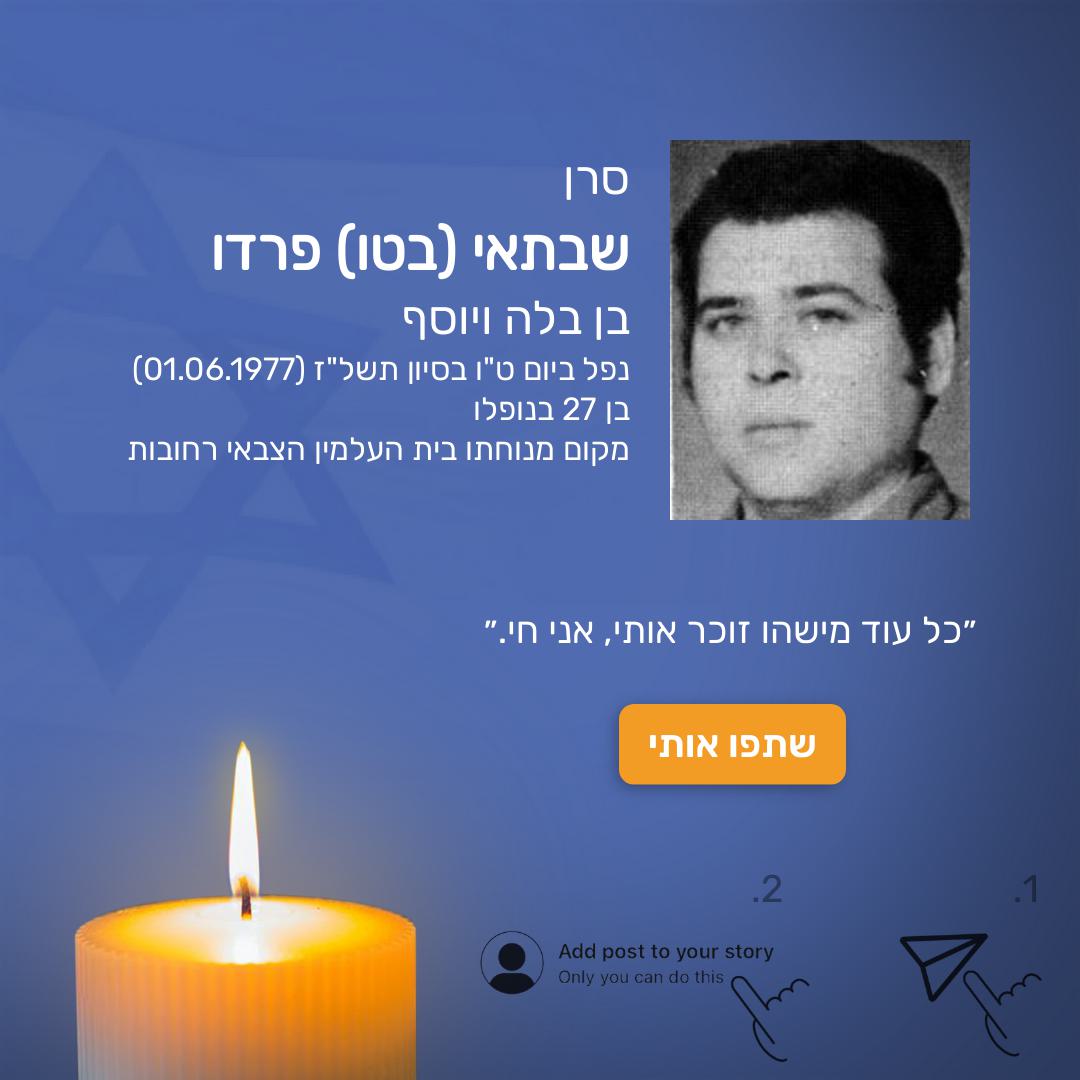 סרן
שבתאי (בטו) פרדו
בן בלה ויוסף
נפל ביום ט"ו בסיון תשל"ז (01.06.1977)
בן 27 בנופלו
מקום מנוחתו בית העלמין הצבאי רחובות
״כל עוד מישהו זוכר אותי, אני חי.״
שתפו אותי
.1
.2
Add post to your story
Only you can do this